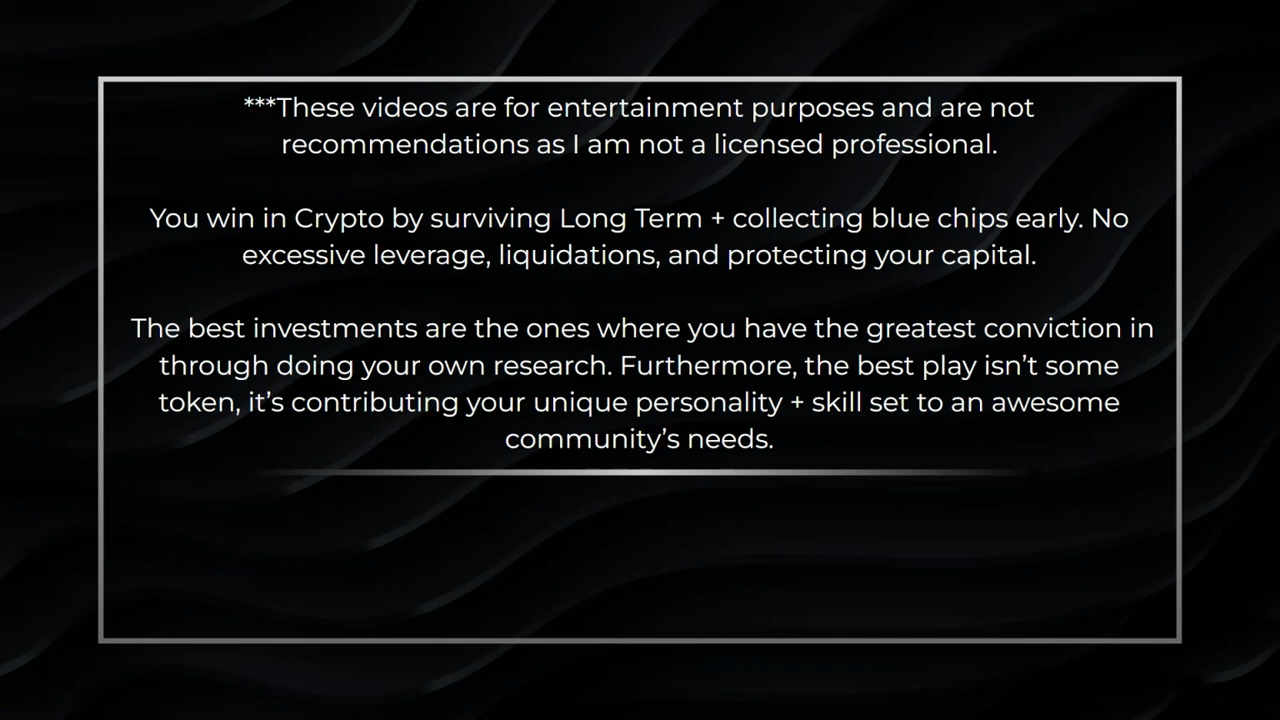 ***These videos are for entertainment purposes and are not
recommendations as I am not a licensed professional.
You win in Crypto by surviving Long Term + collecting blue chips early. No
excessive leverage, liquidations, and protecting your capital.
The best investments are the ones where you have the greatest conviction in
through doing your own research. Furthermore, the best play isn’t some
token, it’s contributing your unique personality + skill set to an awesome
community’s needs.